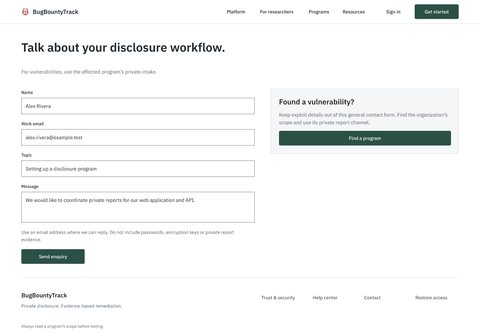 BugBountyTrack
Platform
For researchers
Programs
Resources
Sign in
Get started
Talk about your disclosure workflow.
For vulnerabilities, use the affected program's private intake.
Name
Alex Rivera
Work email
alex.rivera@example.test
Topic
Setting up a disclosure program
Message
We would like to coordinate private reports for our web application and API.
Use an email address where we can reply. Do not include passwords, encryption keys or private report
evidence.
Send enquiry
Found a vulnerability?
Keep exploit details out of this general contact form. Find the organization's
scope and use its private report channel.
Find a program
BugBountyTrack
Private disclosure. Evidence-based remediation.
Trust & security
Help center
Contact
Restore access
Always read a program's scope before testing.